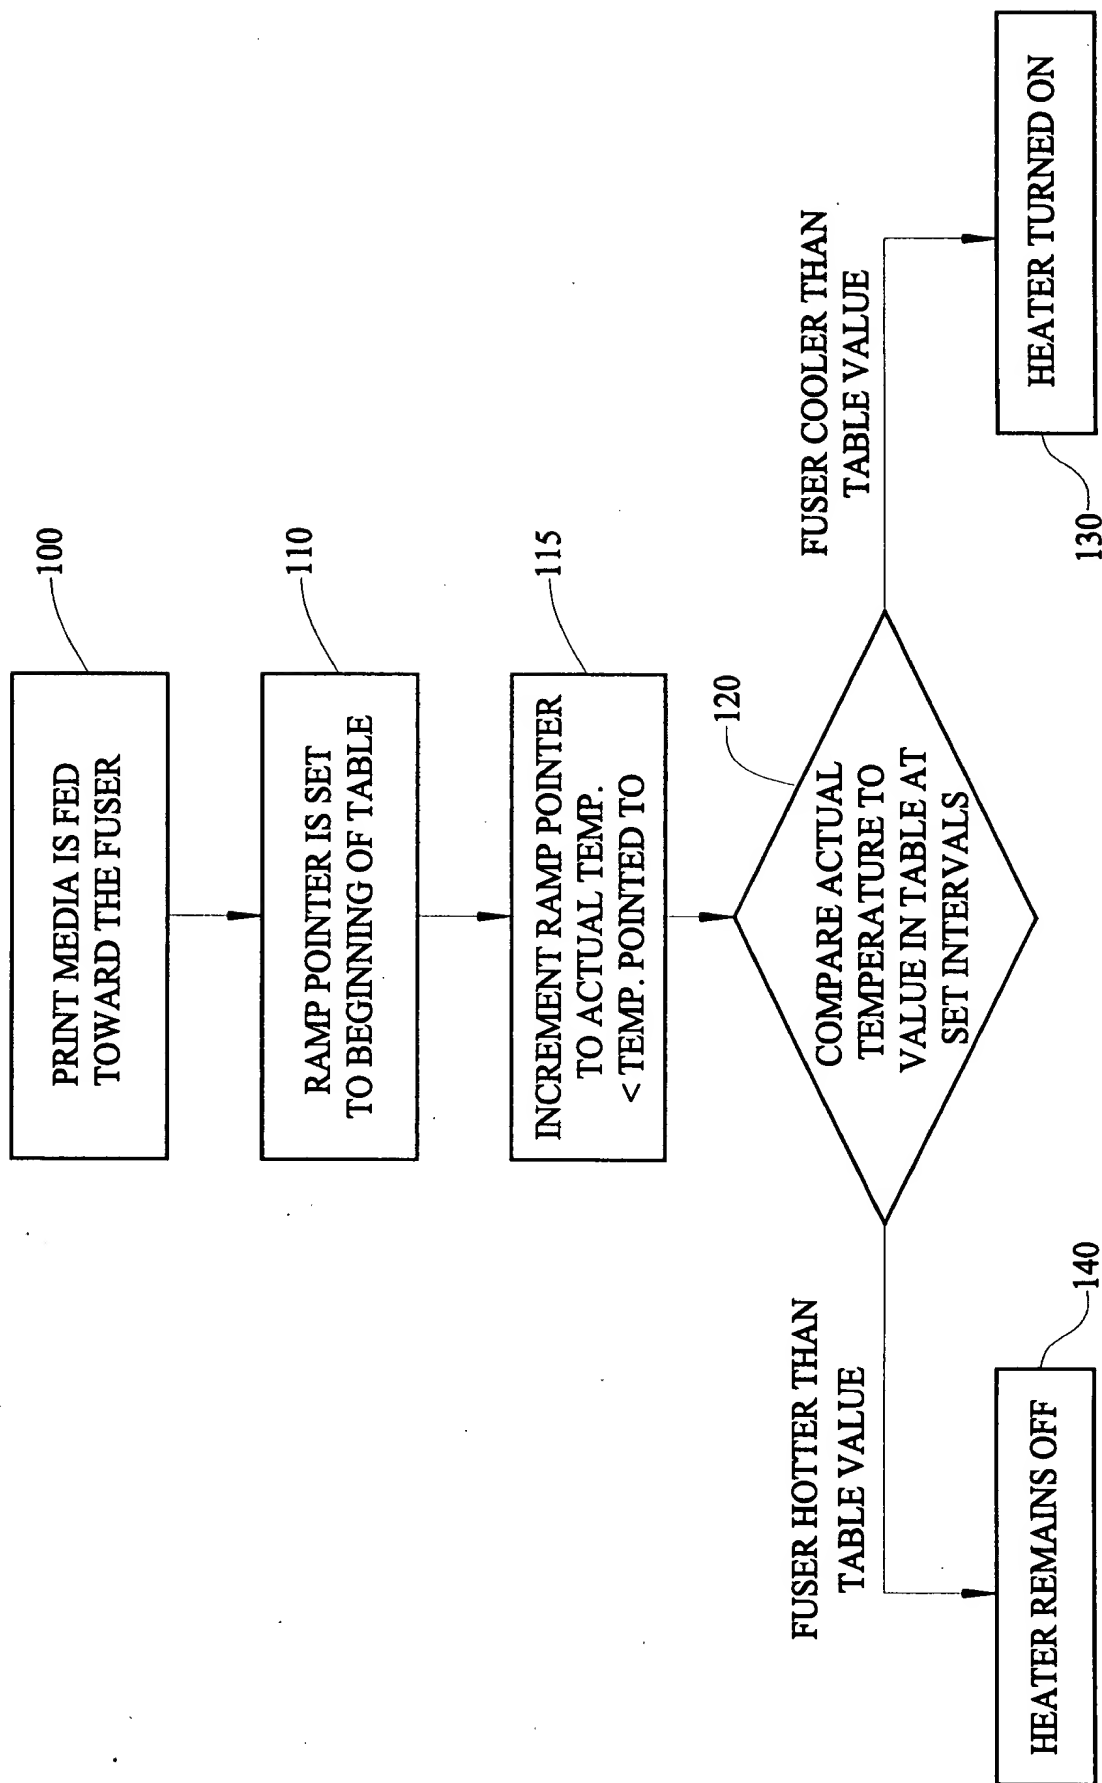 PRINT MEDIA IS FED
TOWARD THE FUSER
100
RAMP POINTER IS SET
TO BEGINNING OF TABLE
110
INCREMENT RAMP POINTER
TO ACTUAL TEMP.
< TEMP. POINTED TO
115
COMPARE ACTUAL
TEMPERATURE TO
VALUE IN TABLE AT
SET INTERVALS
120
FUSER HOTTER THAN
TABLE VALUE
FUSER COOLER THAN
TABLE VALUE
HEATER REMAINS OFF
140
HEATER TURNED ON
130